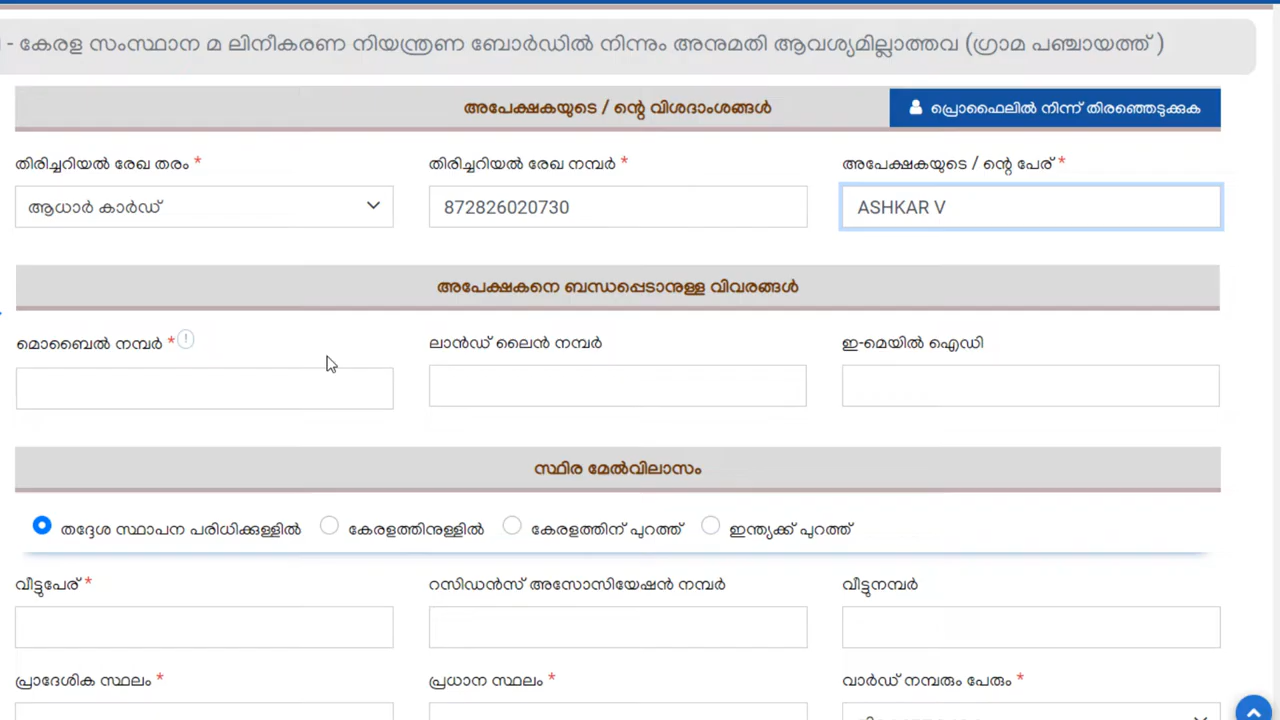 - കേരള സംസ്ഥാന മ ലിനീകരണ നിയന്ത്രണ ബോർഡിൽ നിന്നും അനുമതി ആവശ്യമില്ലാത്തവ (ഗ്രാമ പഞ്ചായത്ത് )
അപേക്ഷകയുടെ / ന്റെ വിശദാംശങ്ങൾ
പ്രൊഫൈലിൽ നിന്ന് തിരഞ്ഞെടുക്കുക
തിരിച്ചറിയൽ രേഖ തരം * തിരിച്ചറിയൽ രേഖ നമ്പർ * അപേക്ഷകയുടെ / ന്റെ പേര് *
ആധാർ കാർഡ് 872826020730 ASHKAR V
അപേക്ഷകനെ ബന്ധപ്പെടാനുള്ള വിവരങ്ങൾ
മൊബൈൽ നമ്പർ * ! ലാൻഡ് ലൈൻ നമ്പർ ഇ-മെയിൽ ഐഡി
സ്ഥിര മേൽവിലാസം
തദ്ദേശ സ്ഥാപന പരിധിക്കുള്ളിൽ കേരളത്തിനുള്ളിൽ കേരളത്തിന് പുറത്ത് ഇന്ത്യക്ക് പുറത്ത്
വീട്ടുപേര് * റസിഡൻസ് അസോസിയേഷൻ നമ്പർ വീട്ടുനമ്പർ
പ്രാദേശിക സ്ഥലം * പ്രധാന സ്ഥലം * വാർഡ് നമ്പരും പേരും *